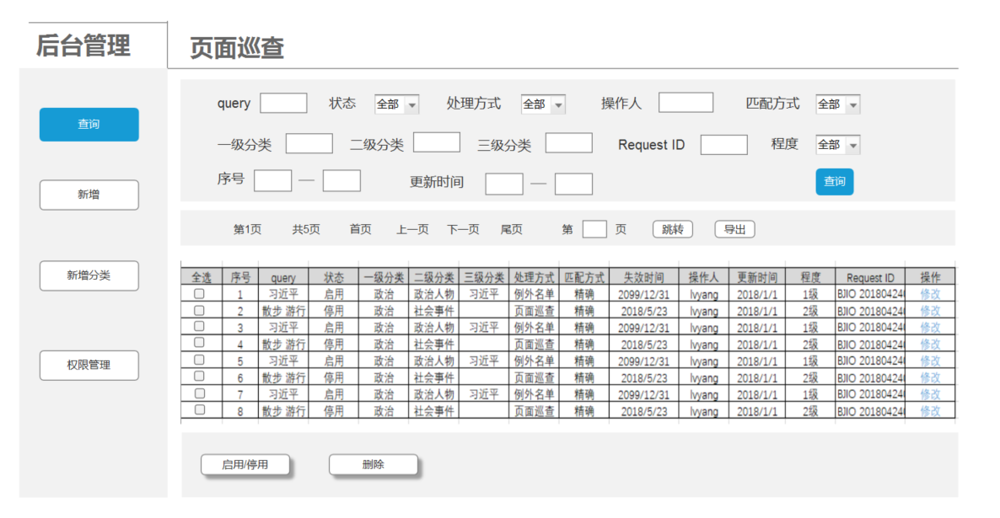 后台管理
页面巡查
查询
新增
新增分类
权限管理
query 状态 全部 处理方式 全部 操作人 匹配方式 全部
一级分类 二级分类 三级分类 Request ID 程度 全部
序号 — 更新时间 — 查询
第1页 共5页 首页 上一页 下一页 尾页 第 页 跳转 导出
全选 序号 query 状态 一级分类 二级分类 三级分类 处理方式 匹配方式 失效时间 操作人 更新时间 程度 Request ID 操作
1 习近平 启用 政治 政治人物 习近平 例外名单 精确 2099/12/31 lvyang 2018/1/1 1级 BJIO 20180424 修改
2 散步 游行 停用 政治 社会事件 页面巡查 精确 2018/5/23 lvyang 2018/1/1 2级 BJIO 20180424 修改
3 习近平 启用 政治 政治人物 习近平 例外名单 精确 2099/12/31 lvyang 2018/1/1 1级 BJIO 20180424 修改
4 散步 游行 停用 政治 社会事件 页面巡查 精确 2018/5/23 lvyang 2018/1/1 2级 BJIO 20180424 修改
5 习近平 启用 政治 政治人物 习近平 例外名单 精确 2099/12/31 lvyang 2018/1/1 1级 BJIO 20180424 修改
6 散步 游行 停用 政治 社会事件 页面巡查 精确 2018/5/23 lvyang 2018/1/1 2级 BJIO 20180424 修改
7 习近平 启用 政治 政治人物 习近平 例外名单 精确 2099/12/31 lvyang 2018/1/1 1级 BJIO 20180424 修改
8 散步 游行 停用 政治 社会事件 页面巡查 精确 2018/5/23 lvyang 2018/1/1 2级 BJIO 20180424 修改
启用/停用 删除